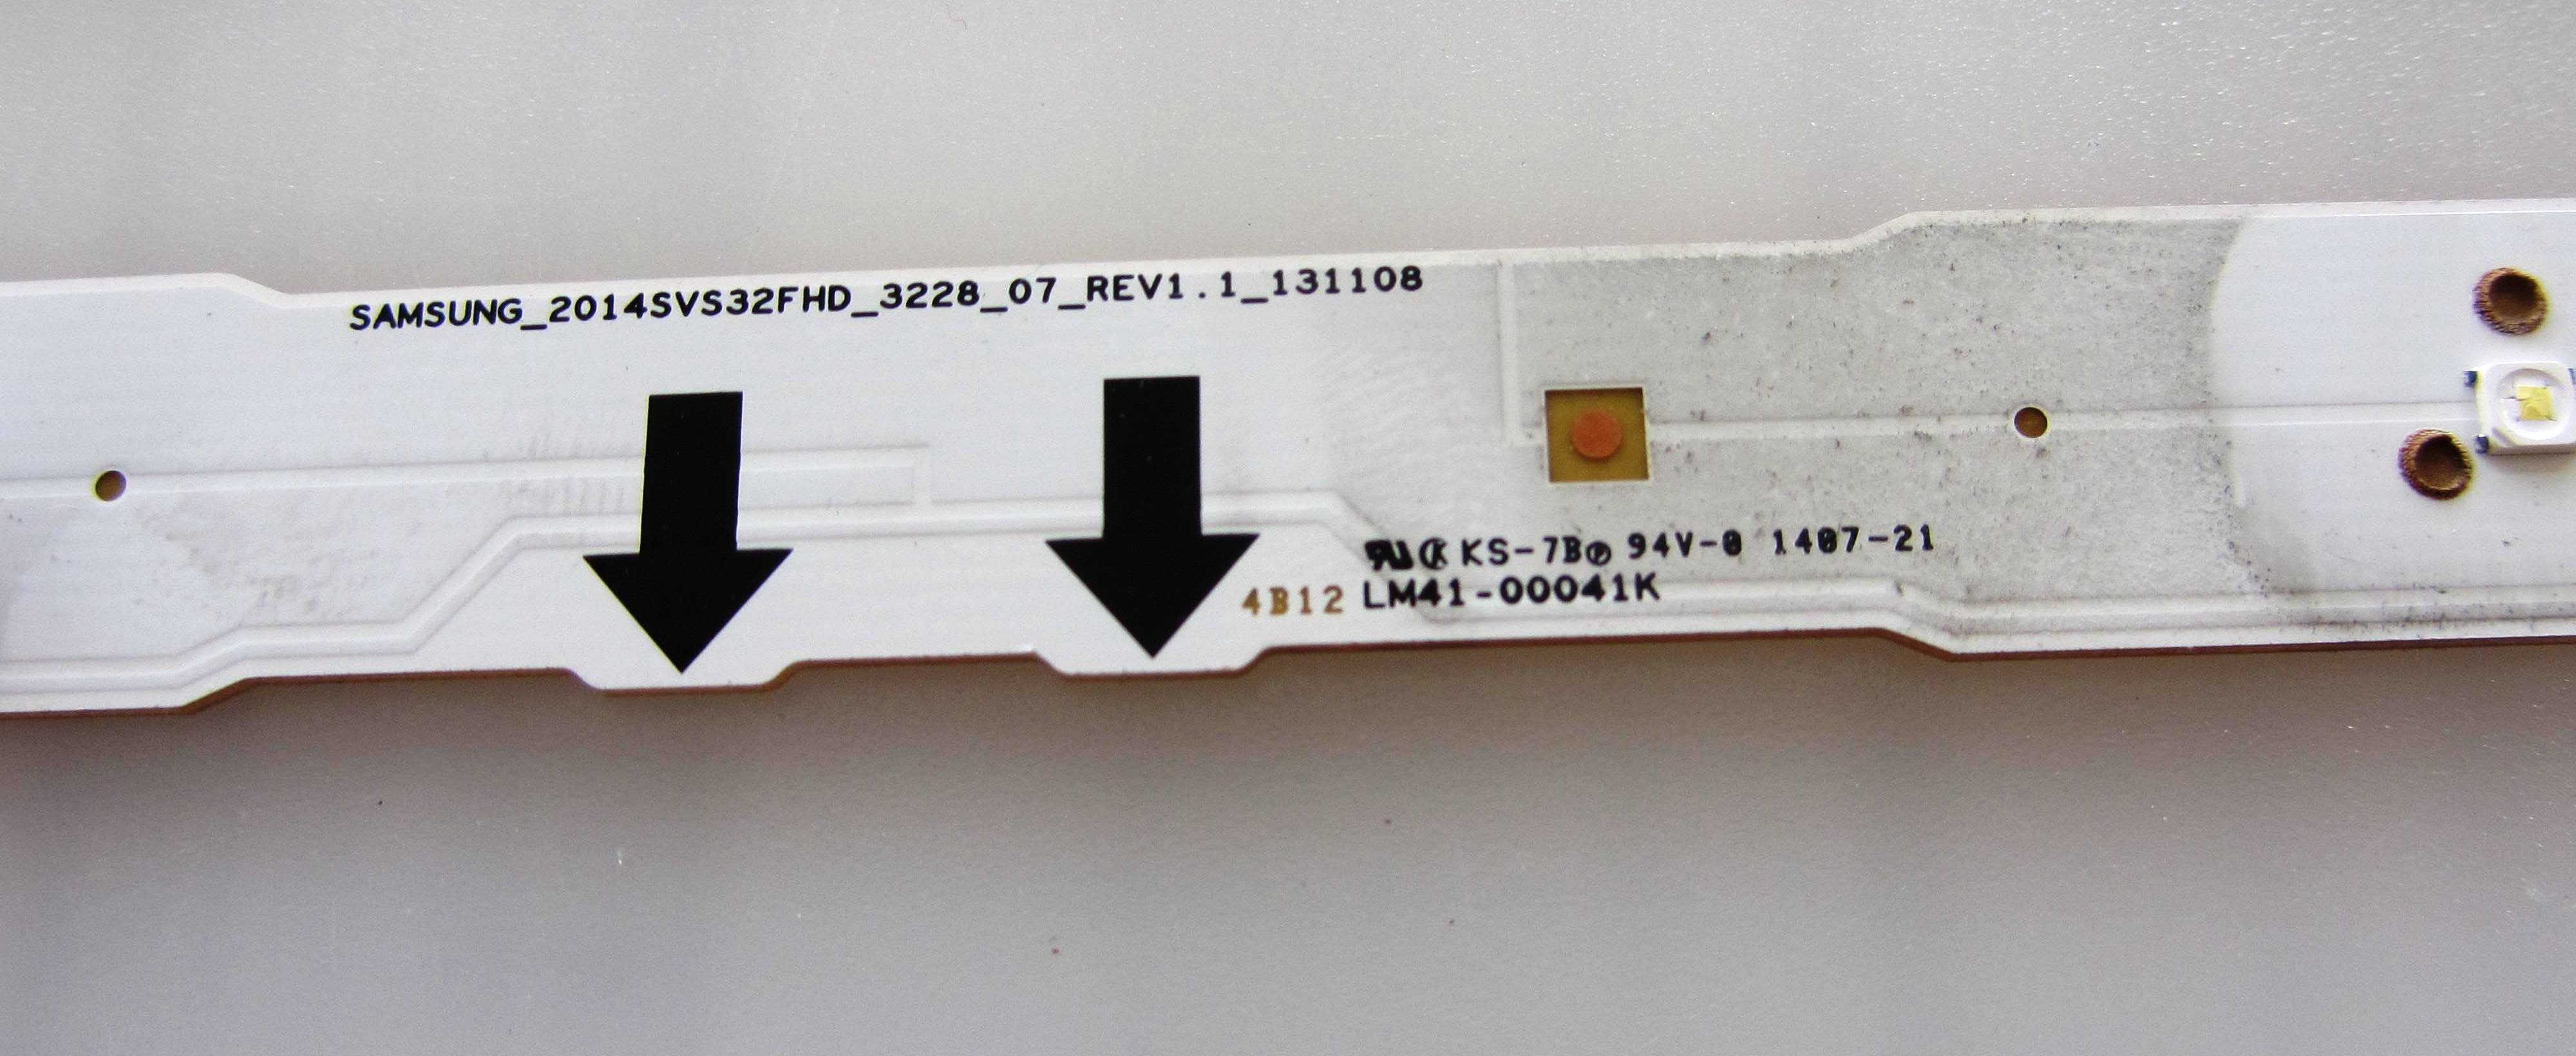 SAMSUNG_2014SVS32FHD_3228_07_REV1.1_131108
KS-7B 94V-0 1407-21
4B12 LM41-00041K